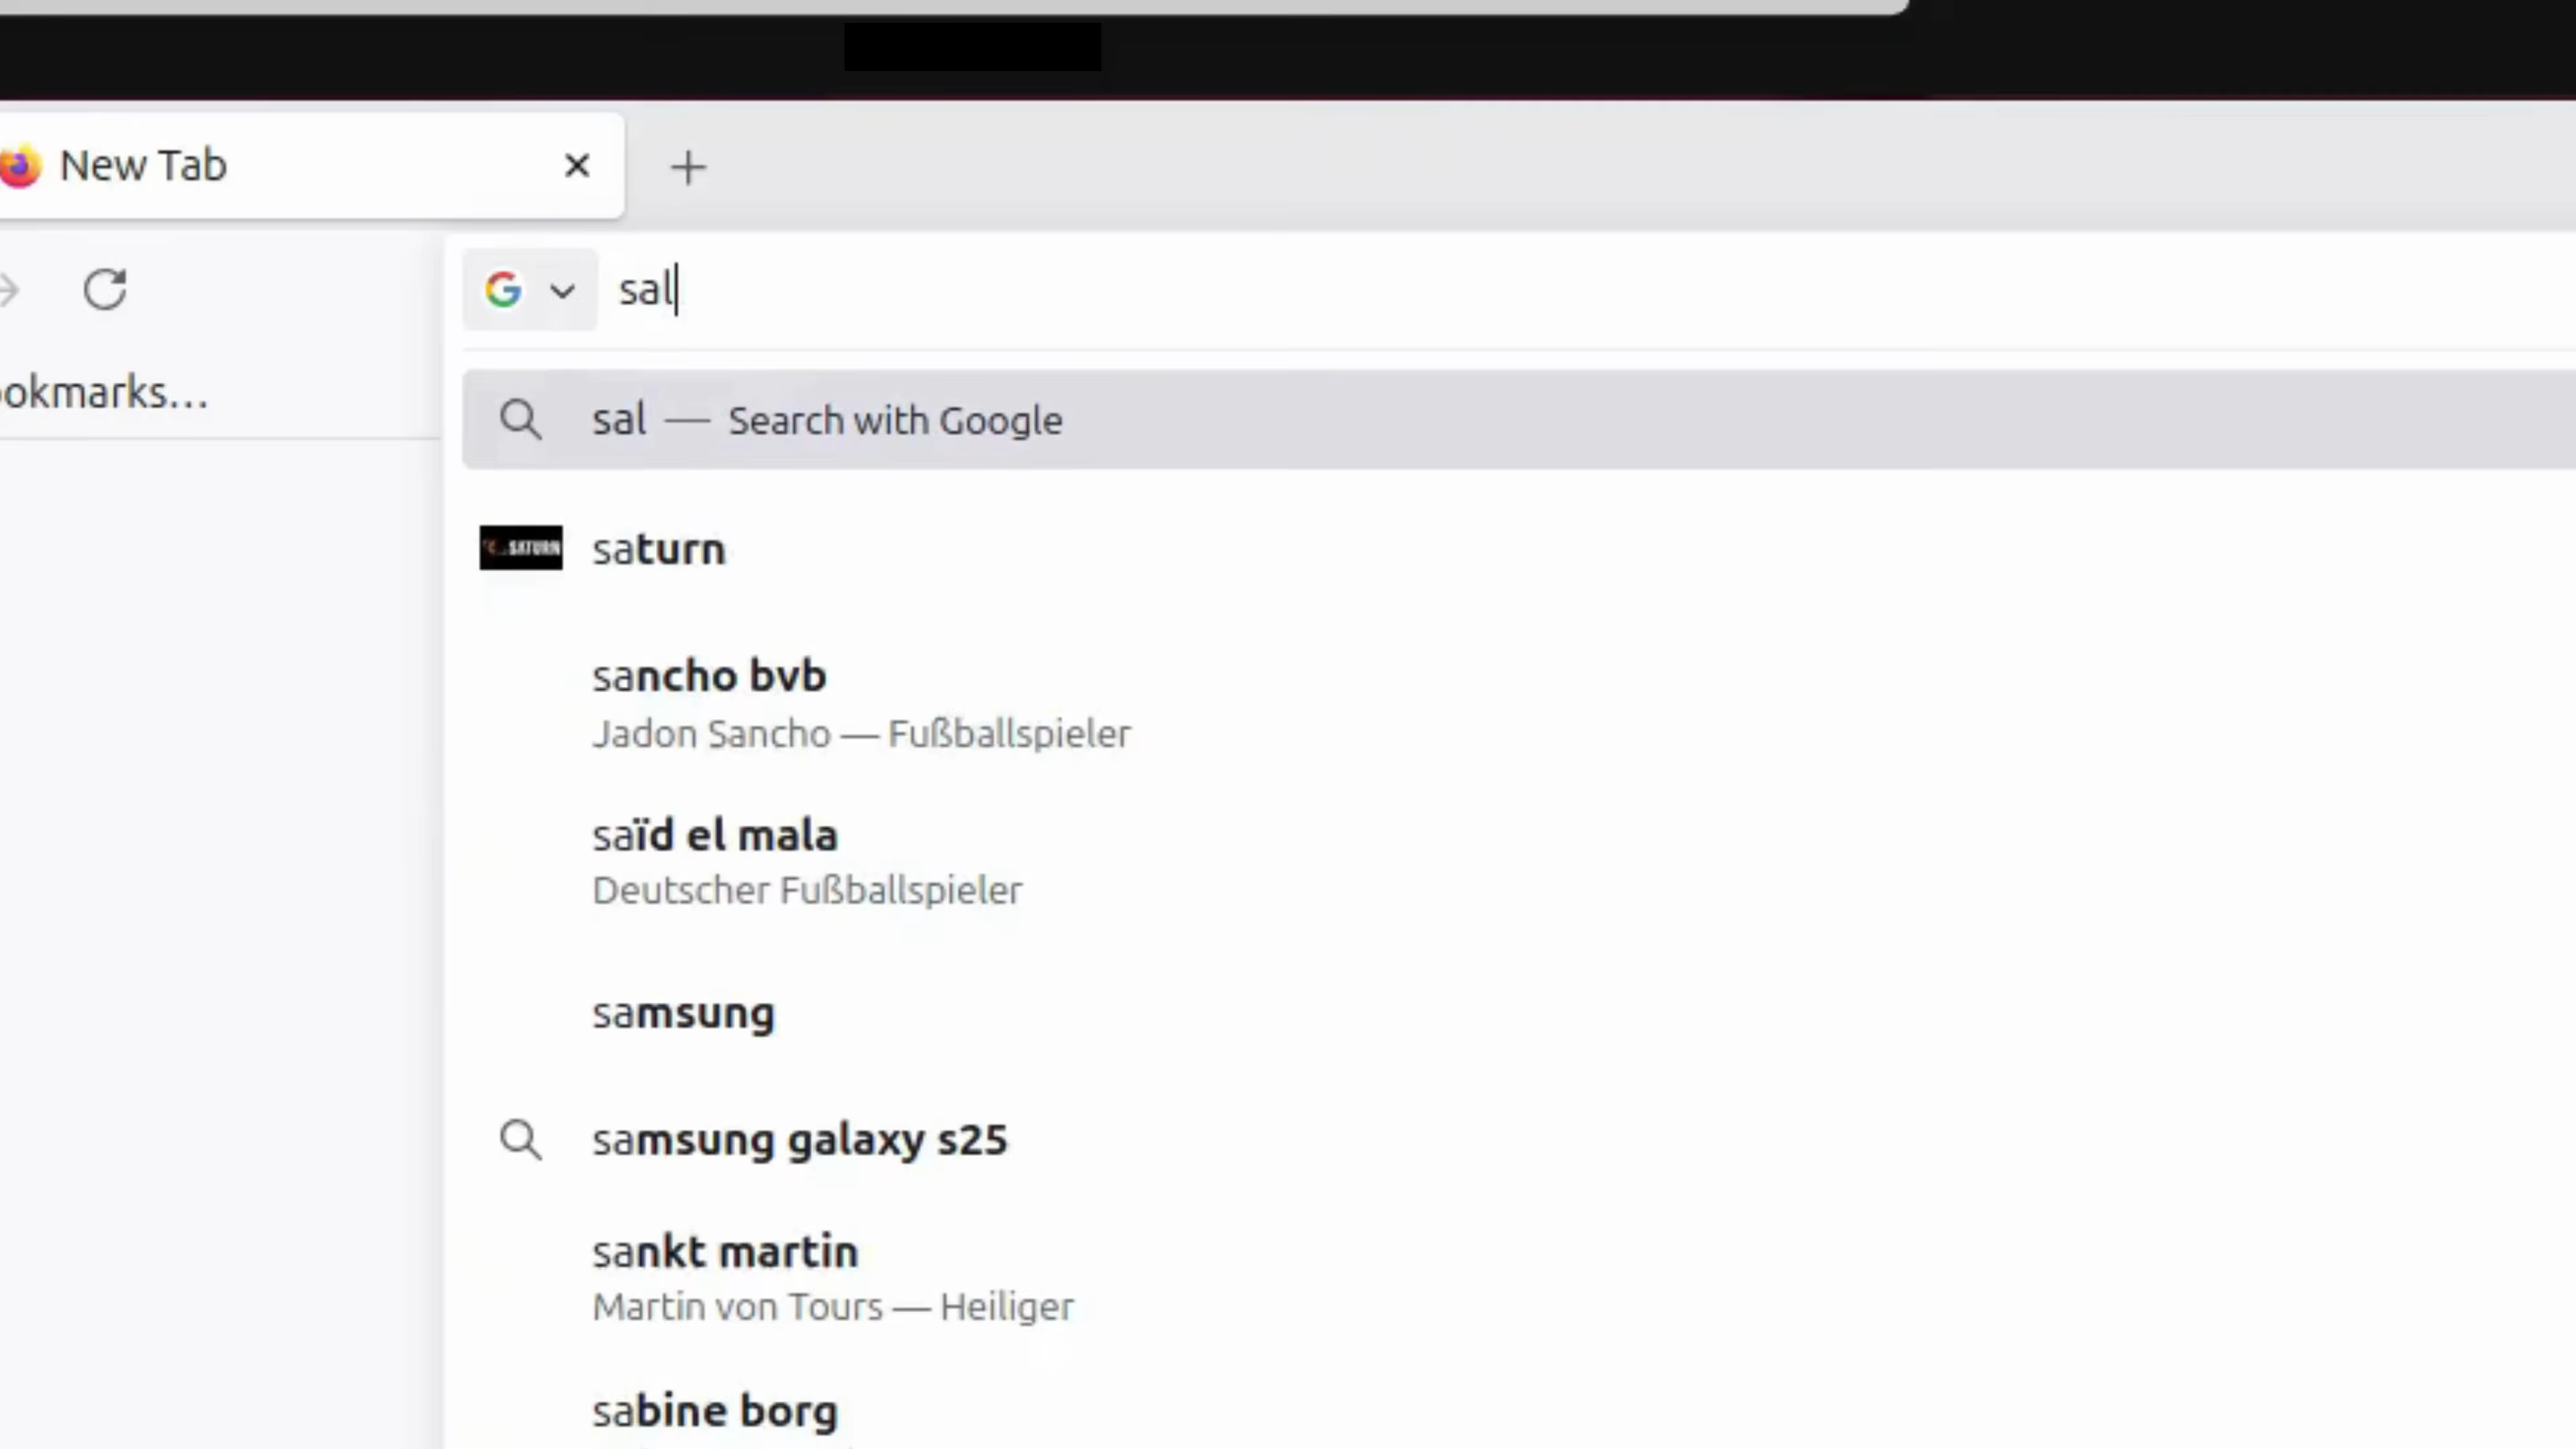 New Tab
sal
okmarks...
sal — Search with Google
SATURN
saturn
sancho bvb
Jadon Sancho — Fußballspieler
saïd el mala
Deutscher Fußballspieler
samsung
samsung galaxy s25
sankt martin
Martin von Tours — Heiliger
sabine borg